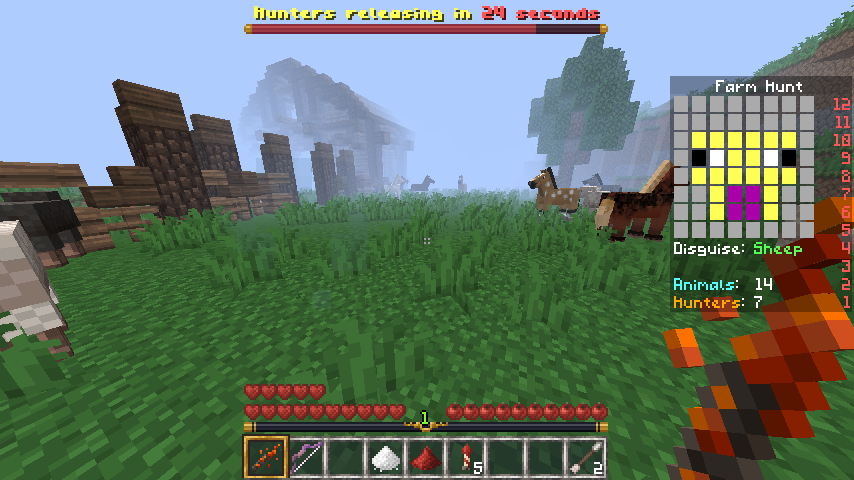 Hunters releasing in 24 seconds
Farm Hunt
12
11
10
9
8
7
6
5
Disguise: Sheep 4
3
Animals: 14 2
Hunters: 7 1
1
5
2